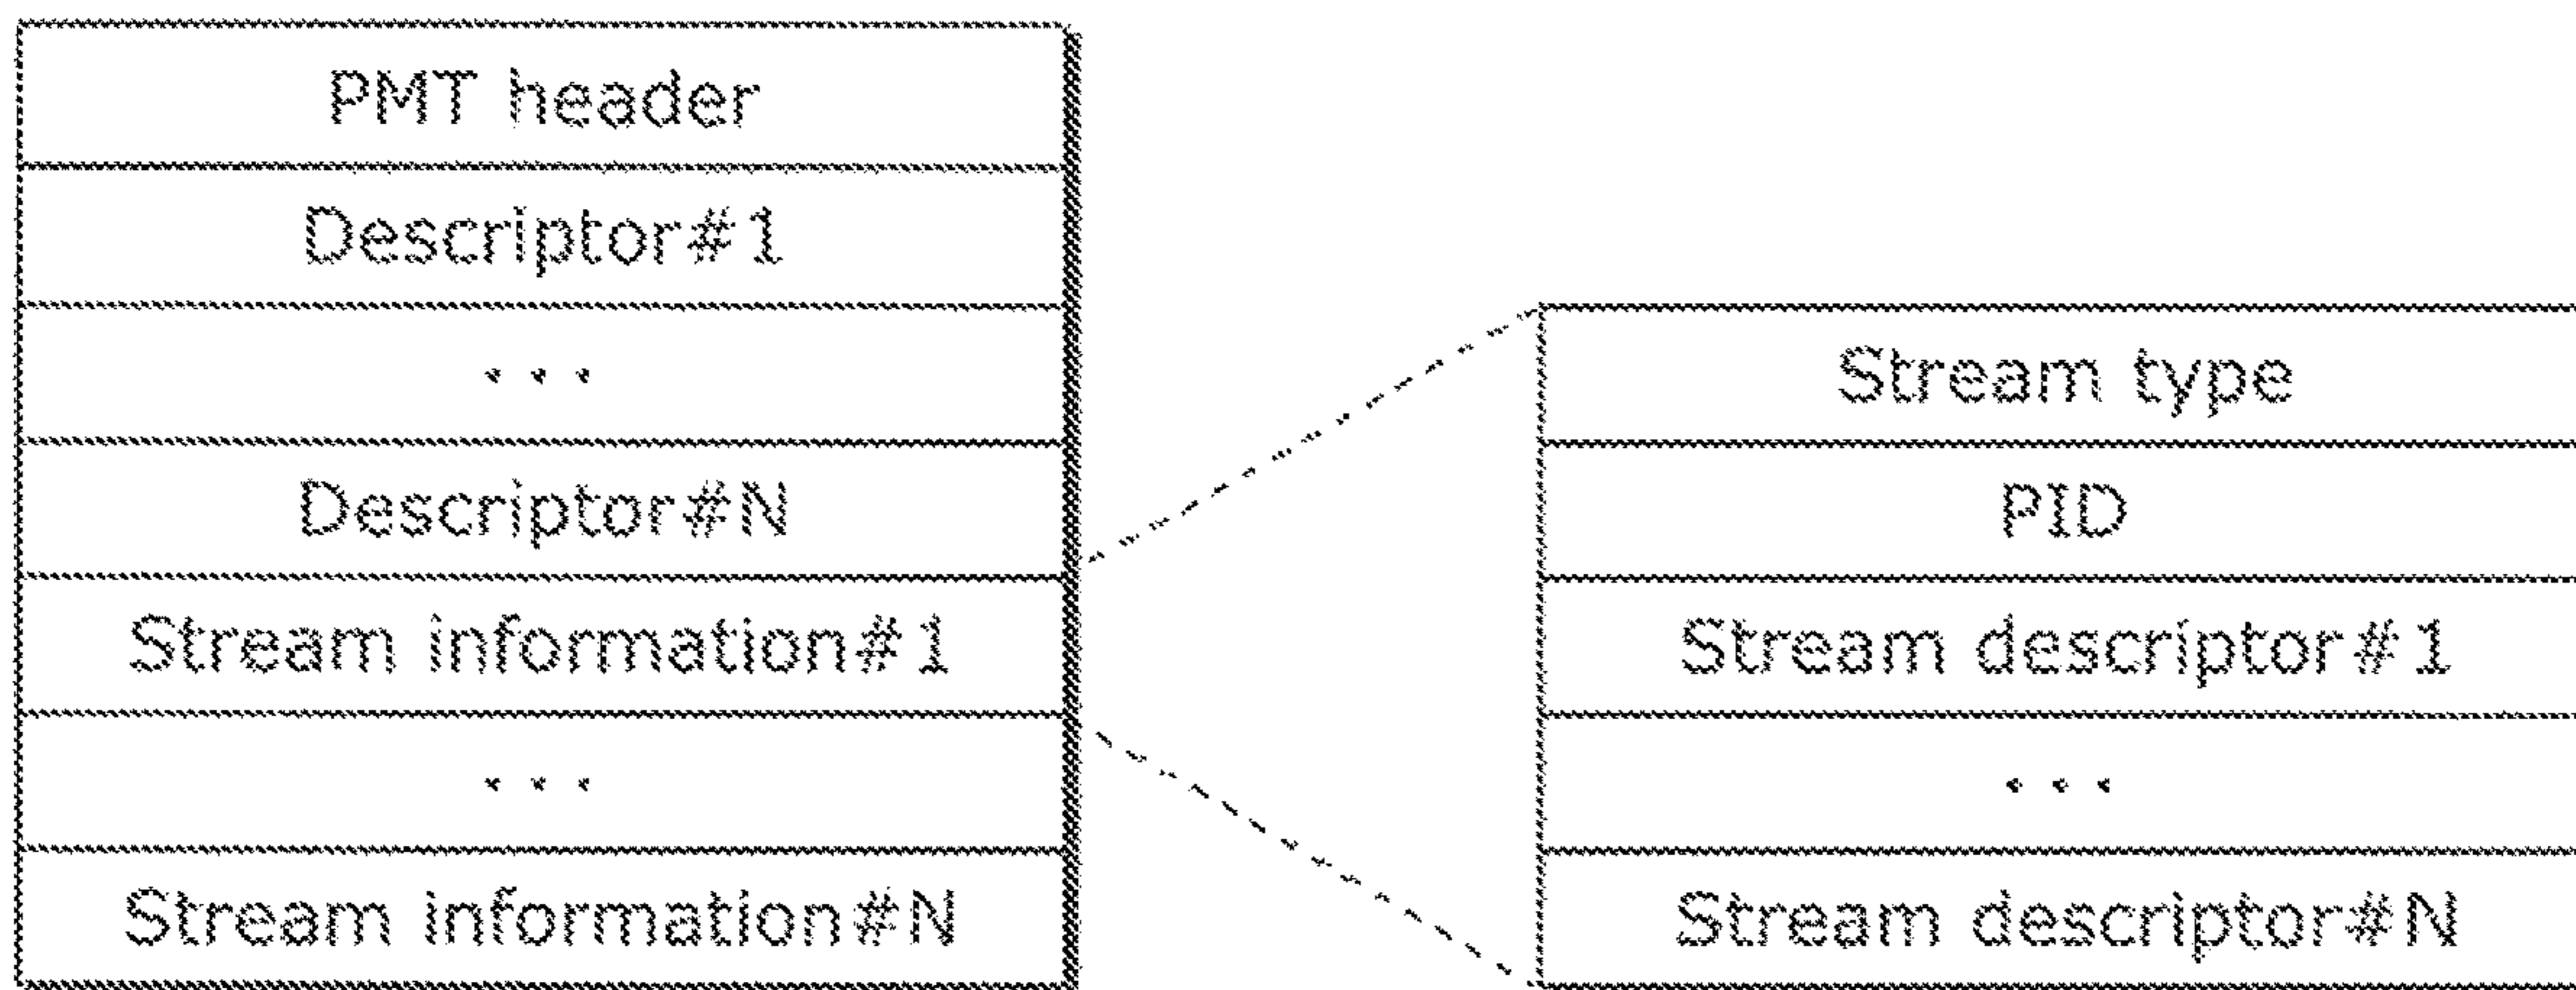 PMT header
Descriptor#1
...
Descriptor#N
Stream information#1
...
Stream information#N
Stream type
PID
Stream descriptor#1
...
Stream descriptor#N